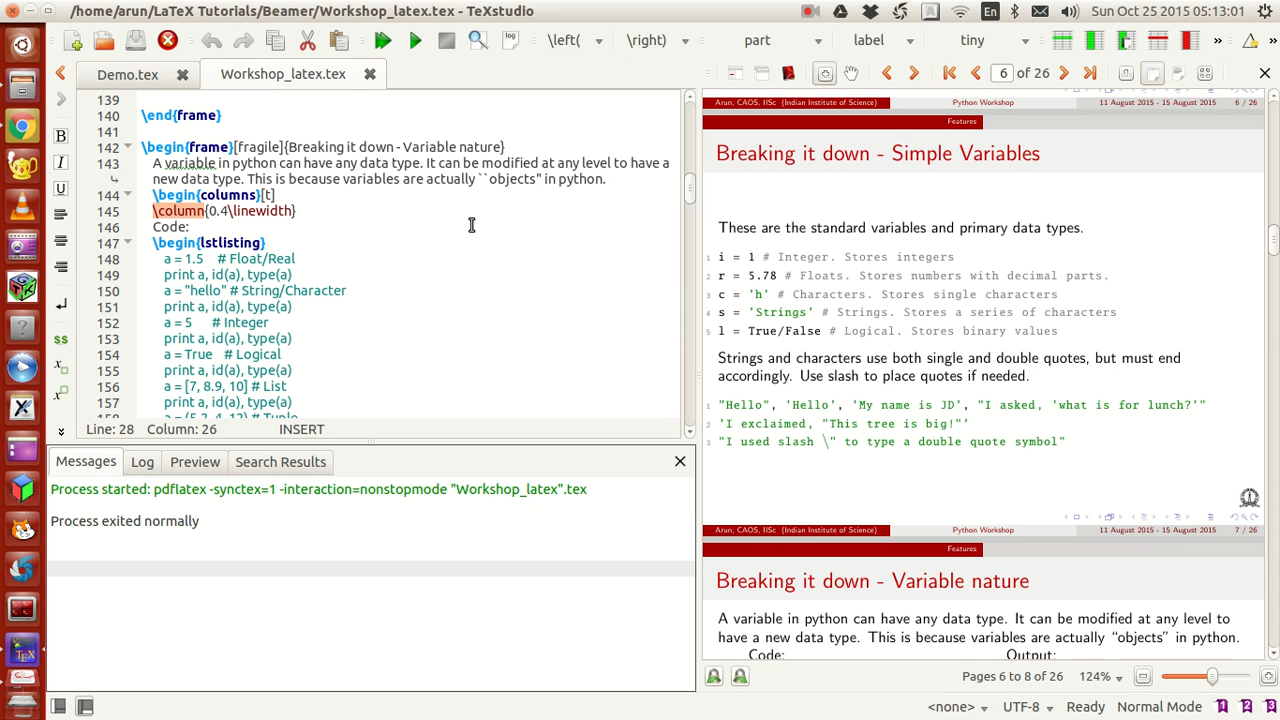 /home/arun/LaTeX Tutorials/Beamer/Workshop_latex.tex - TeXstudio
En
Sun Oct 25 2015 05:13:01
log
\left(
\right)
part
label
tiny
»
Demo.tex
Workshop_latex.tex
6 of 26
139
140 \end{frame}
141
142 \begin{frame}[fragile]{Breaking it down - Variable nature}
143 A variable in python can have any data type. It can be modified at any level to have a
new data type. This is because variables are actually ``objects" in python.
144 \begin{columns}[t]
145 \column{0.4\linewidth}
146 Code:
147 \begin{lstlisting}
148 a = 1.5 # Float/Real
149 print a, id(a), type(a)
150 a = "hello" # String/Character
151 print a, id(a), type(a)
152 a = 5 # Integer
153 print a, id(a), type(a)
154 a = True # Logical
155 print a, id(a), type(a)
156 a = [7, 8.9, 10] # List
157 print a, id(a), type(a)
B
I
U
$$
Line: 28 Column: 26 INSERT
Messages
Log
Preview
Search Results
Process started: pdflatex -synctex=1 -interaction=nonstopmode "Workshop_latex".tex
Process exited normally
Arun, CAOS, IISc (Indian Institute of Science) Python Workshop 11 August 2015 - 15 August 2015 6 / 26
Features
Breaking it down - Simple Variables
These are the standard variables and primary data types.
1 i = 1 # Integer. Stores integers
2 r = 5.78 # Floats. Stores numbers with decimal parts.
3 c = 'h' # Characters. Stores single characters
4 s = 'Strings' # Strings. Stores a series of characters
5 l = True/False # Logical. Stores binary values
Strings and characters use both single and double quotes, but must end
accordingly. Use slash to place quotes if needed.
1 "Hello", 'Hello', 'My name is JD', "I asked, 'what is for lunch?'"
2 'I exclaimed, "This tree is big!"'
3 "I used slash \" to type a double quote symbol"
Arun, CAOS, IISc (Indian Institute of Science) Python Workshop 11 August 2015 - 15 August 2015 7 / 26
Features
Breaking it down - Variable nature
A variable in python can have any data type. It can be modified at any level to
have a new data type. This is because variables are actually “objects” in python.
Code: Output:
Pages 6 to 8 of 26 124%
<none> UTF-8 Ready Normal Mode 1 2 3